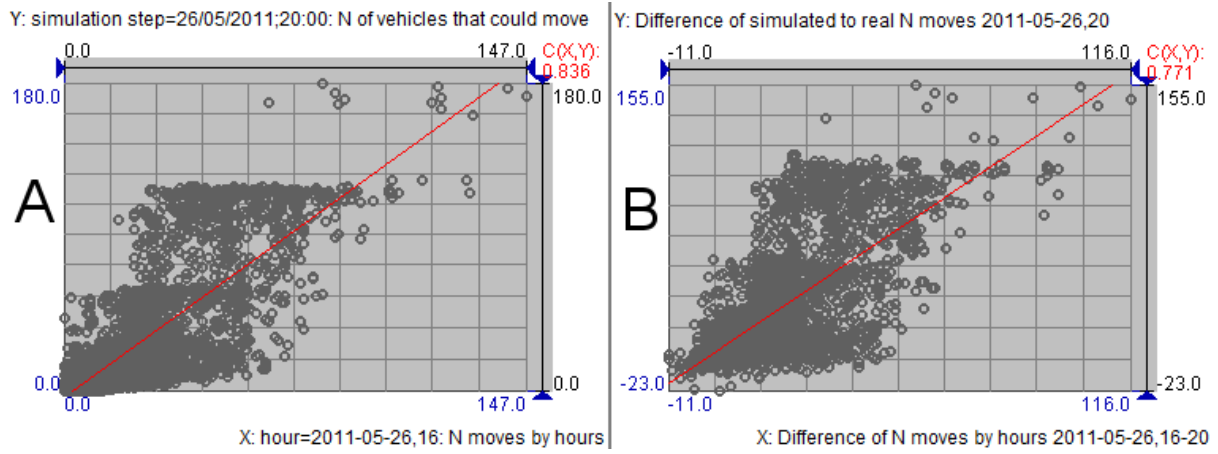 Y: simulation step=26/05/2011;20:00: N of vehicles that could move
0.0 147.0 C(X,Y):
0.836
180.0 180.0
A
0.0 0.0
0.0 147.0
X: hour=2011-05-26,16: N moves by hours
Y: Difference of simulated to real N moves 2011-05-26,20
-11.0 116.0 C(X,Y):
0.771
155.0 155.0
B
-23.0 -23.0
-11.0 116.0
X: Difference of N moves by hours 2011-05-26,16-20